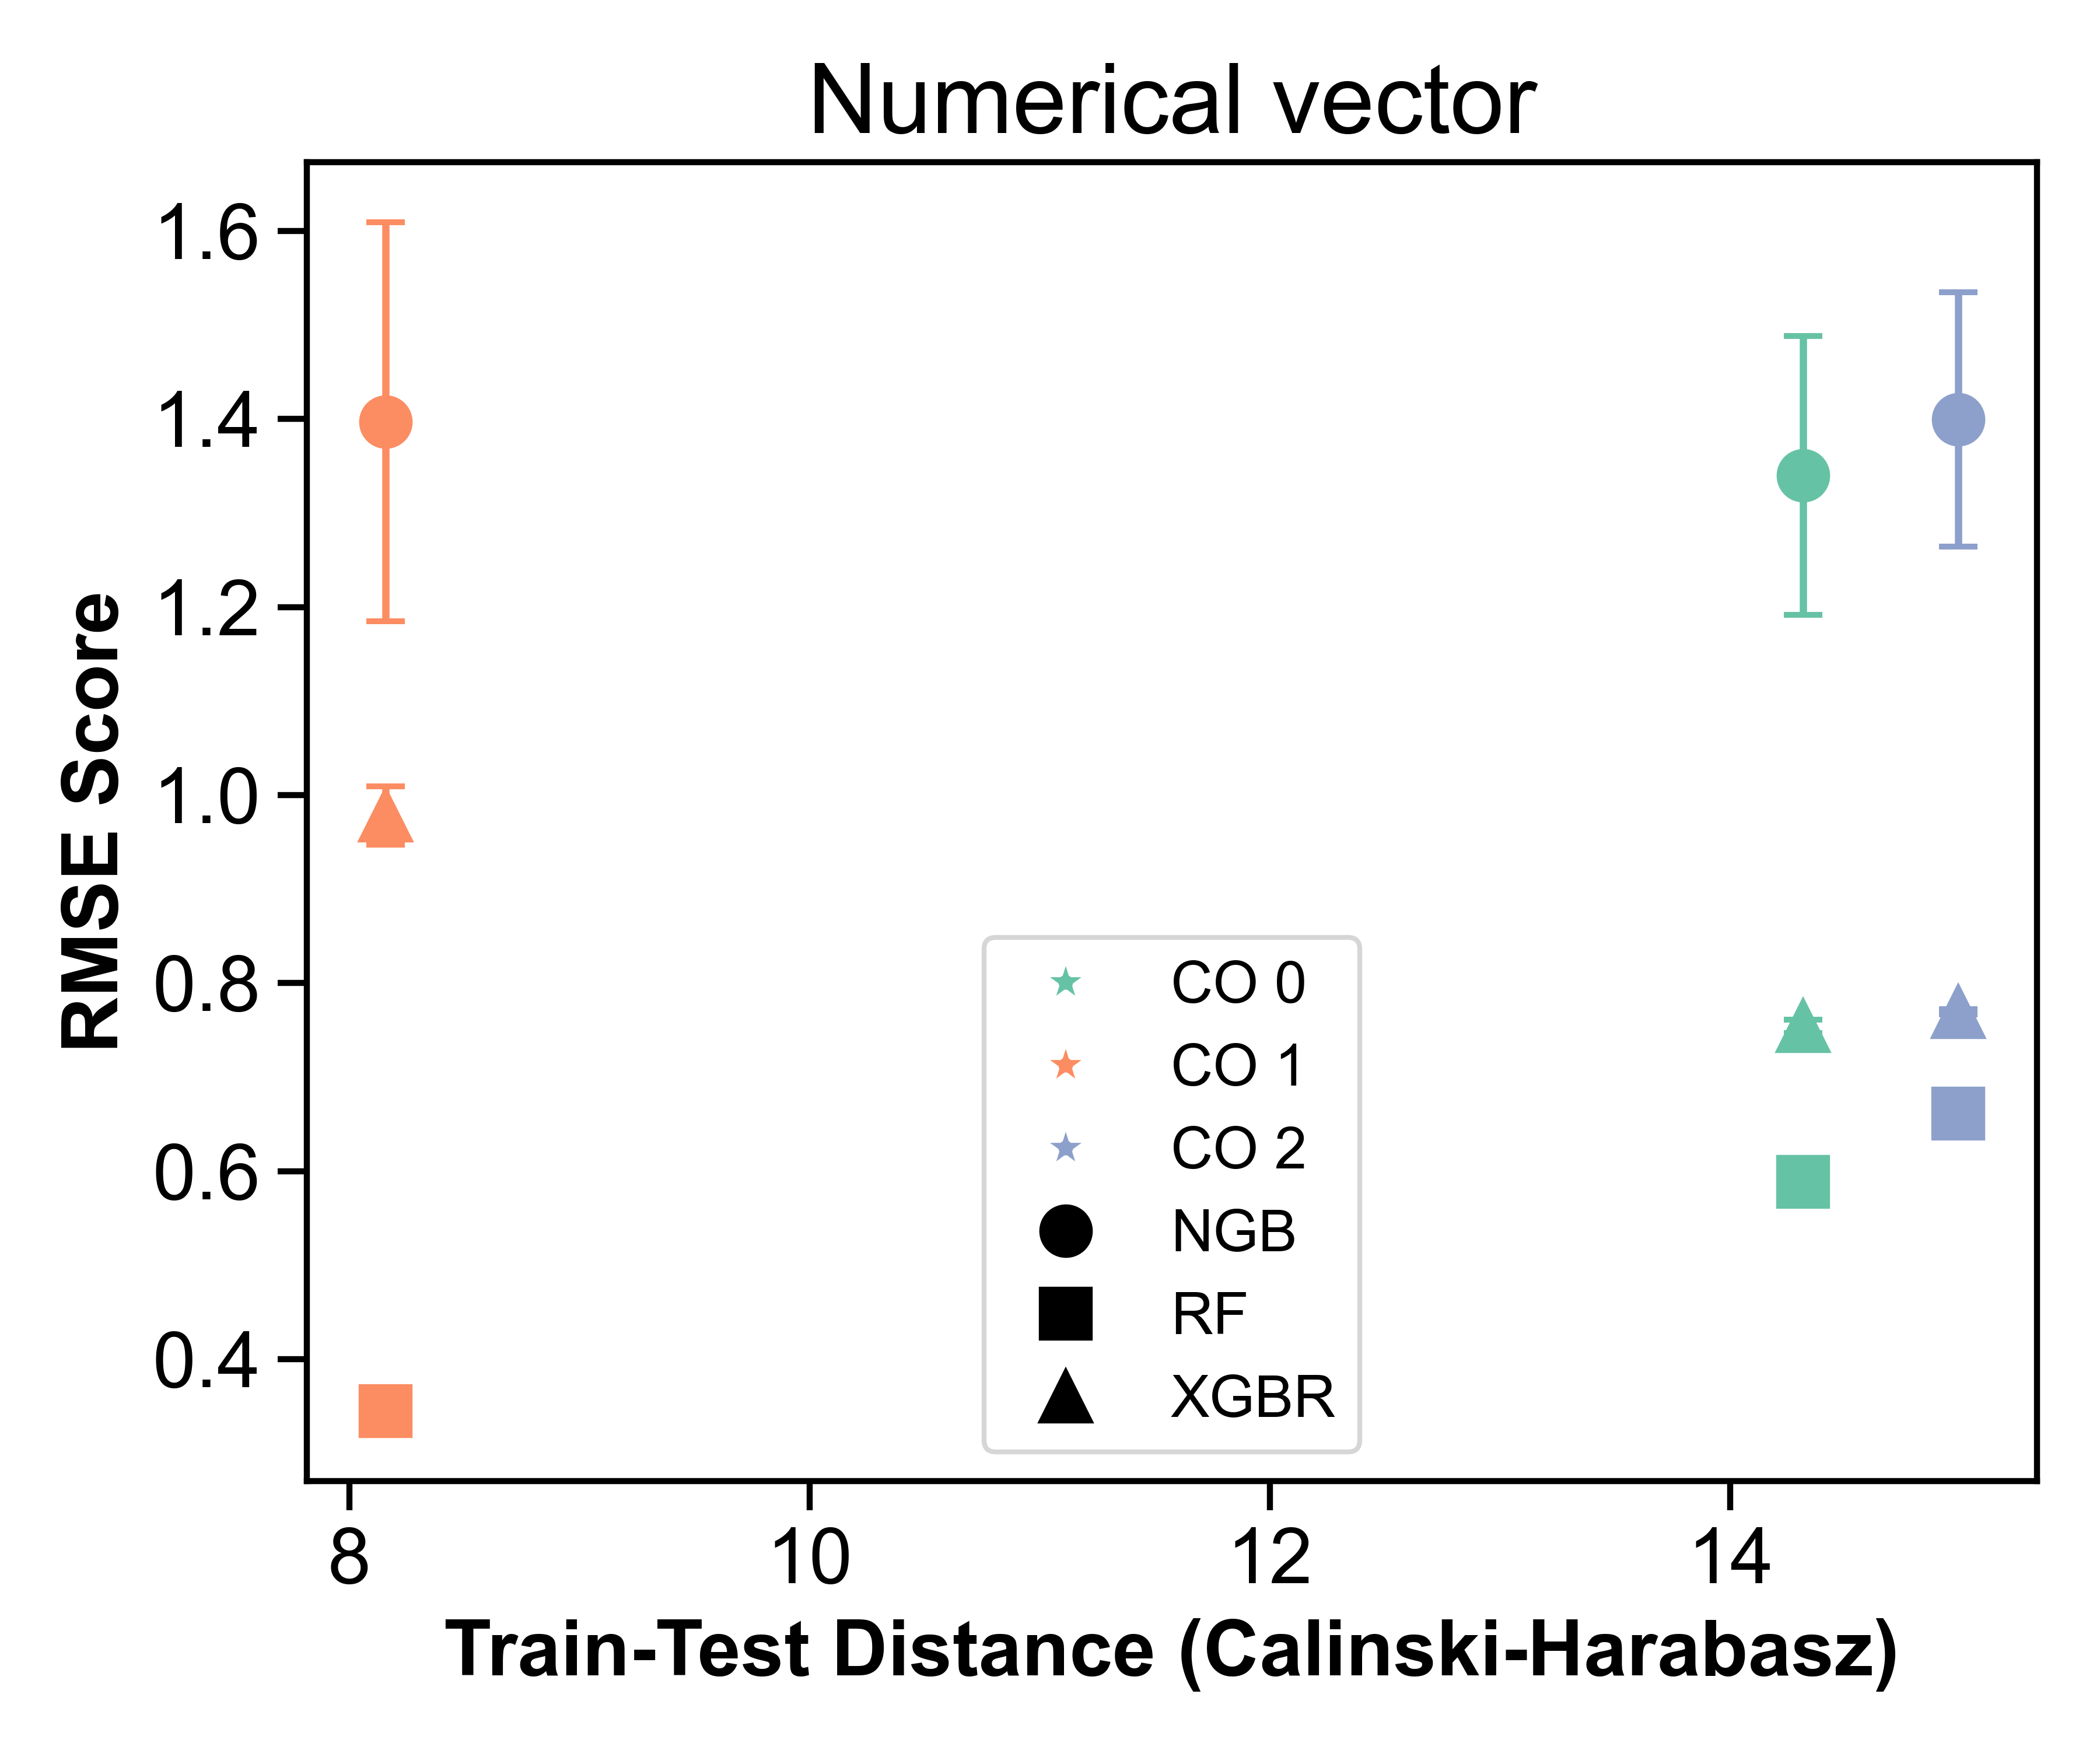 Numerical vector
1.6
1.4
1.2
1.0
0.8
0.6
0.4
RMSE Score
CO 0
CO 1
CO 2
NGB
RF
XGBR
8 10 12 14
Train-Test Distance (Calinski-Harabasz)